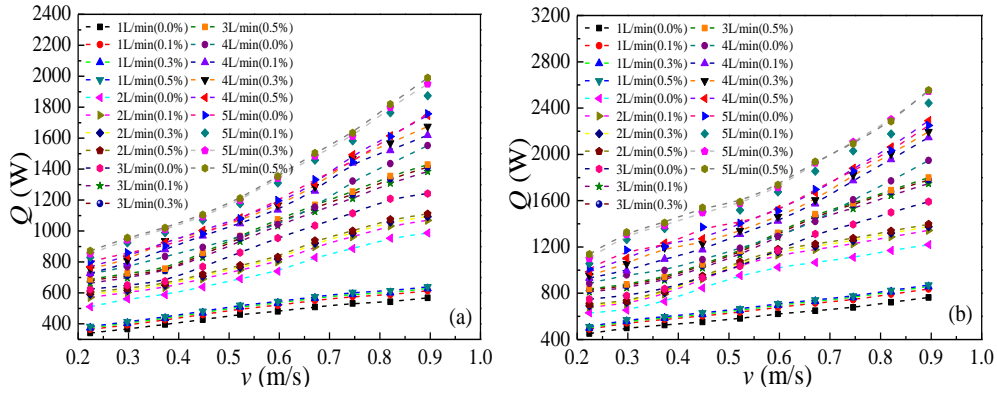 2400
2200
2000
1800
1600
1400
1200
1000
800
600
400
Q (W)
1L/min(0.0%)
1L/min(0.1%)
1L/min(0.3%)
1L/min(0.5%)
2L/min(0.0%)
2L/min(0.1%)
2L/min(0.3%)
2L/min(0.5%)
3L/min(0.0%)
3L/min(0.1%)
3L/min(0.3%)
3L/min(0.5%)
4L/min(0.0%)
4L/min(0.1%)
4L/min(0.3%)
4L/min(0.5%)
5L/min(0.0%)
5L/min(0.1%)
5L/min(0.3%)
5L/min(0.5%)
(a)
0.2 0.3 0.4 0.5 0.6 0.7 0.8 0.9 1.0
v (m/s)
3200
2800
2400
2000
1600
1200
800
400
Q (W)
1L/min(0.0%)
1L/min(0.1%)
1L/min(0.3%)
1L/min(0.5%)
2L/min(0.0%)
2L/min(0.1%)
2L/min(0.3%)
2L/min(0.5%)
3L/min(0.0%)
3L/min(0.1%)
3L/min(0.3%)
3L/min(0.5%)
4L/min(0.0%)
4L/min(0.1%)
4L/min(0.3%)
4L/min(0.5%)
5L/min(0.0%)
5L/min(0.1%)
5L/min(0.3%)
5L/min(0.5%)
(b)
0.2 0.3 0.4 0.5 0.6 0.7 0.8 0.9 1.0
v (m/s)